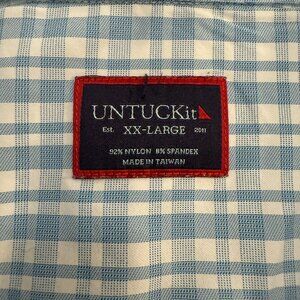 UNTUCKit
Est. XX-LARGE 2011
92% NYLON 8% SPANDEX
MADE IN TAIWAN